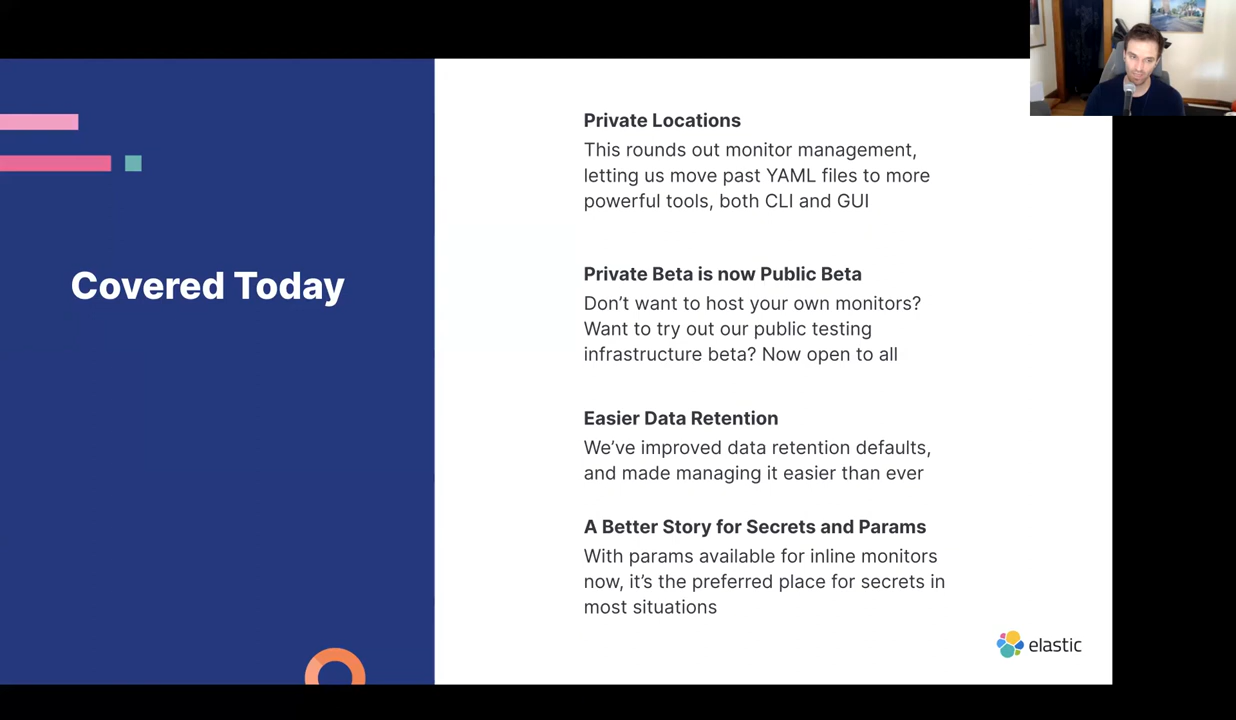 Covered Today
Private Locations
This rounds out monitor management,
letting us move past YAML files to more
powerful tools, both CLI and GUI
Private Beta is now Public Beta
Don’t want to host your own monitors?
Want to try out our public testing
infrastructure beta? Now open to all
Easier Data Retention
We’ve improved data retention defaults,
and made managing it easier than ever
A Better Story for Secrets and Params
With params available for inline monitors
now, it’s the preferred place for secrets in
most situations
elastic